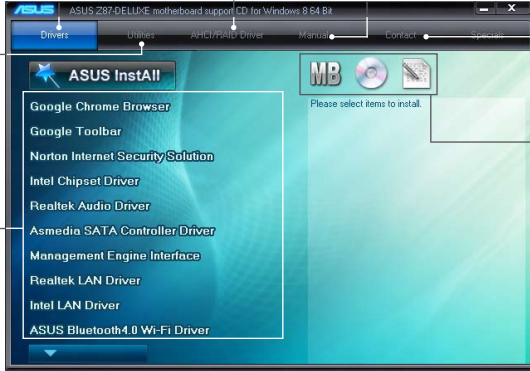 ASUS ASUS Z87-DELUXE motherboard support CD for Windows 8 64 Bit
Drivers Utilities AHCI/RAID Driver Manual Contact Specials
ASUS InstAll
MB
Please select items to install.
Google Chrome Browser
Google Toolbar
Norton Internet Security Solution
Intel Chipset Driver
Realtek Audio Driver
Asmedia SATA Controller Driver
Management Engine Interface
Realtek LAN Driver
Intel LAN Driver
ASUS Bluetooth4.0 Wi-Fi Driver